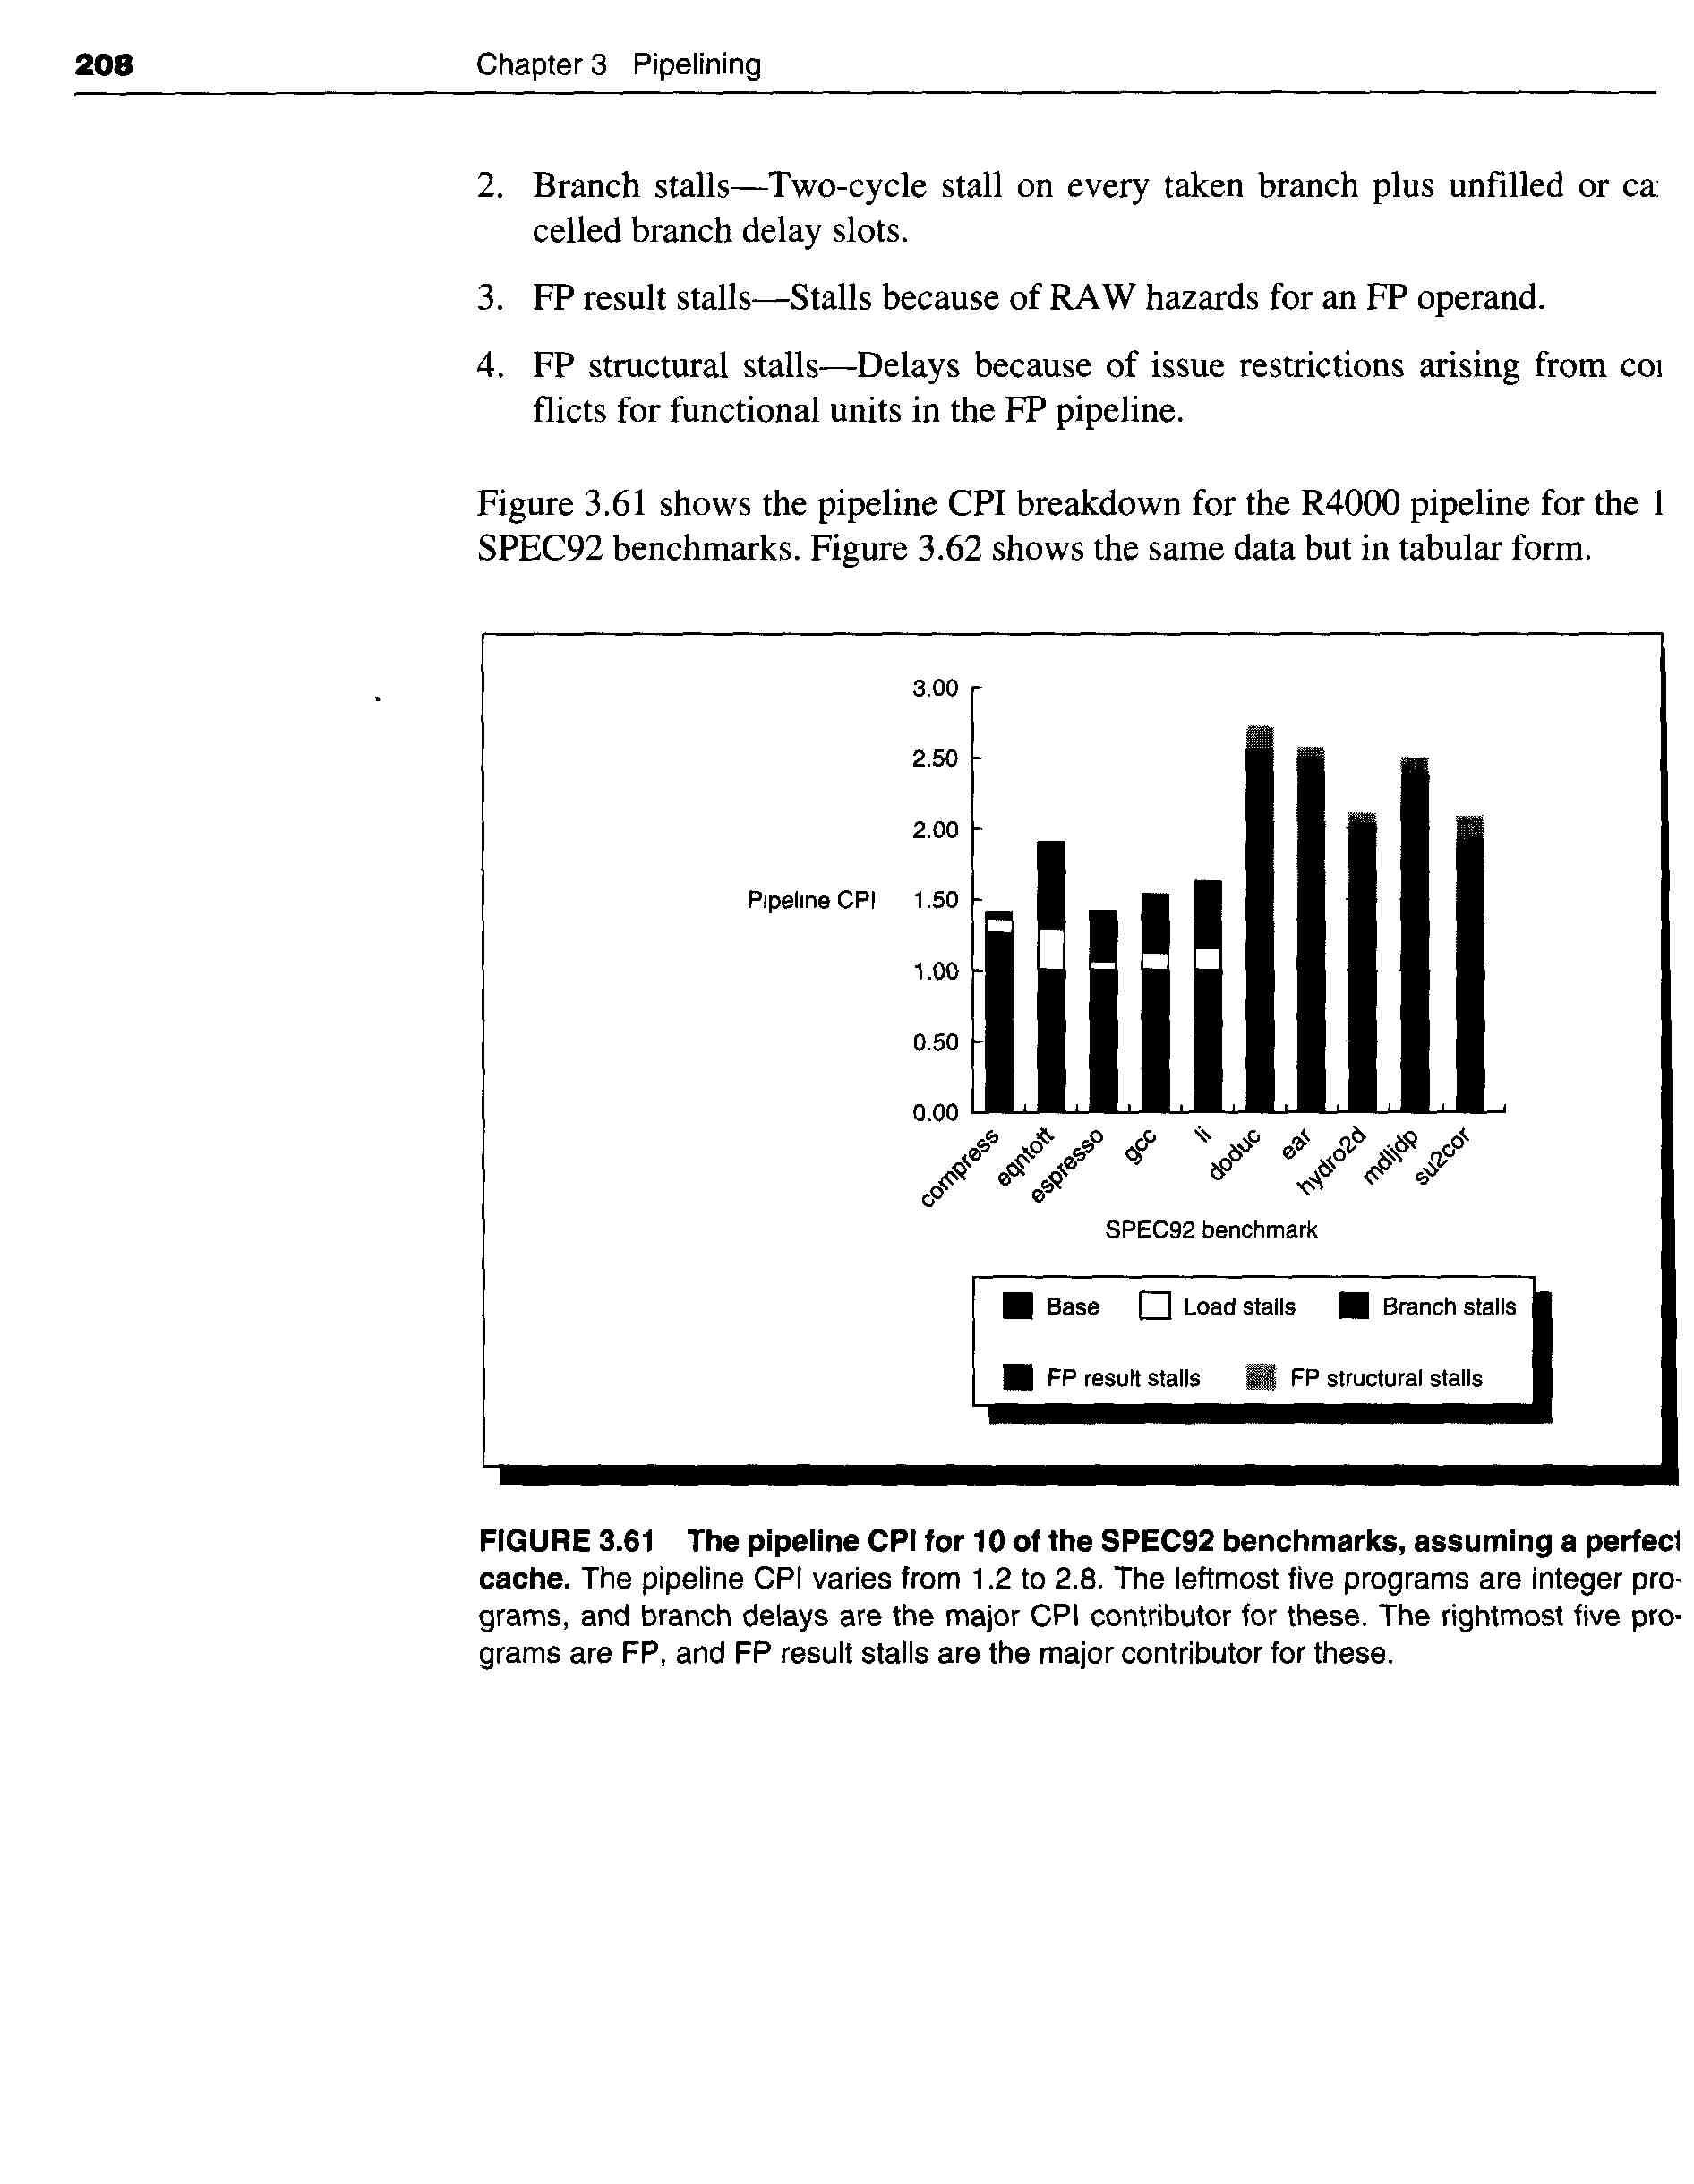 208
Chapter 3 Pipelining
2. Branch stalls—Two-cycle stall on every taken branch plus unfilled or ca
celled branch delay slots.
3. FP result stalls—Stalls because of RAW hazards for an FP operand.
4. FP structural stalls—Delays because of issue restrictions arising from
flicts for functional units in the FP pipeline.
Figure 3.61 shows the pipeline CPI breakdown for the R4000 pipeline for the 1
SPEC92 benchmarks. Figure 3.62 shows the same data but in tabular form.
3.00
2.50
2.00
Pipeline CPI 1.50
1.00
0.50
0.00
compress eqntott espresso gcc li doduc ear hydro2d mdljdp su2cor
SPEC92 benchmark
Base Load stalls Branch stalls
FP result stalls FP structural stalls
FIGURE 3.61 The pipeline CPI for 10 of the SPEC92 benchmarks, assuming a perfect
cache. The pipeline CPI varies from 1.2 to 2.8. The leftmost five programs are integer pro-
grams, and branch delays are the major CPI contributor for these. The rightmost five pro-
grams are FP, and FP result stalls are the major contributor for these.